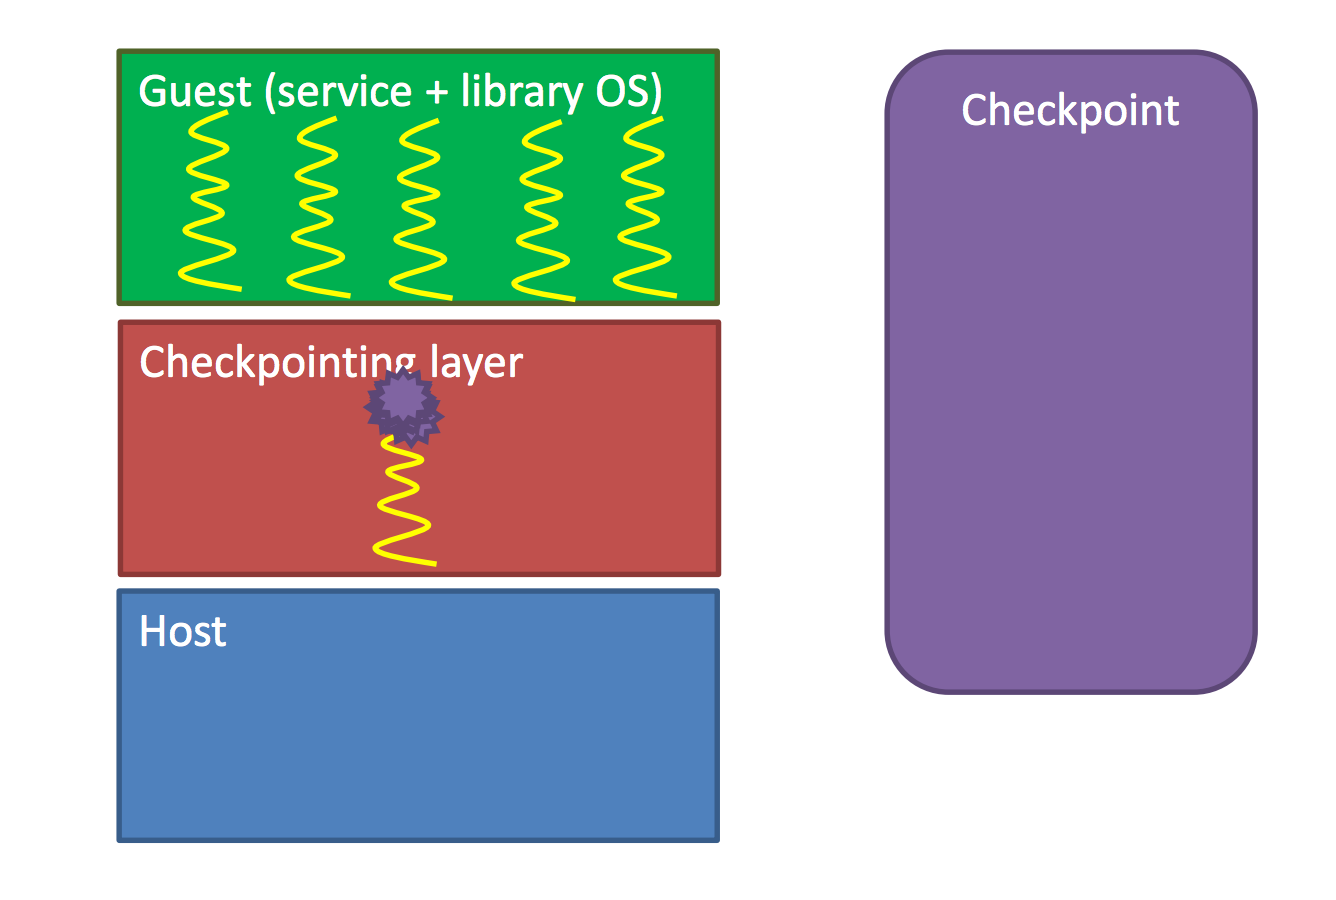 Guest (service + library OS)
Checkpoint
Checkpointing layer
Host